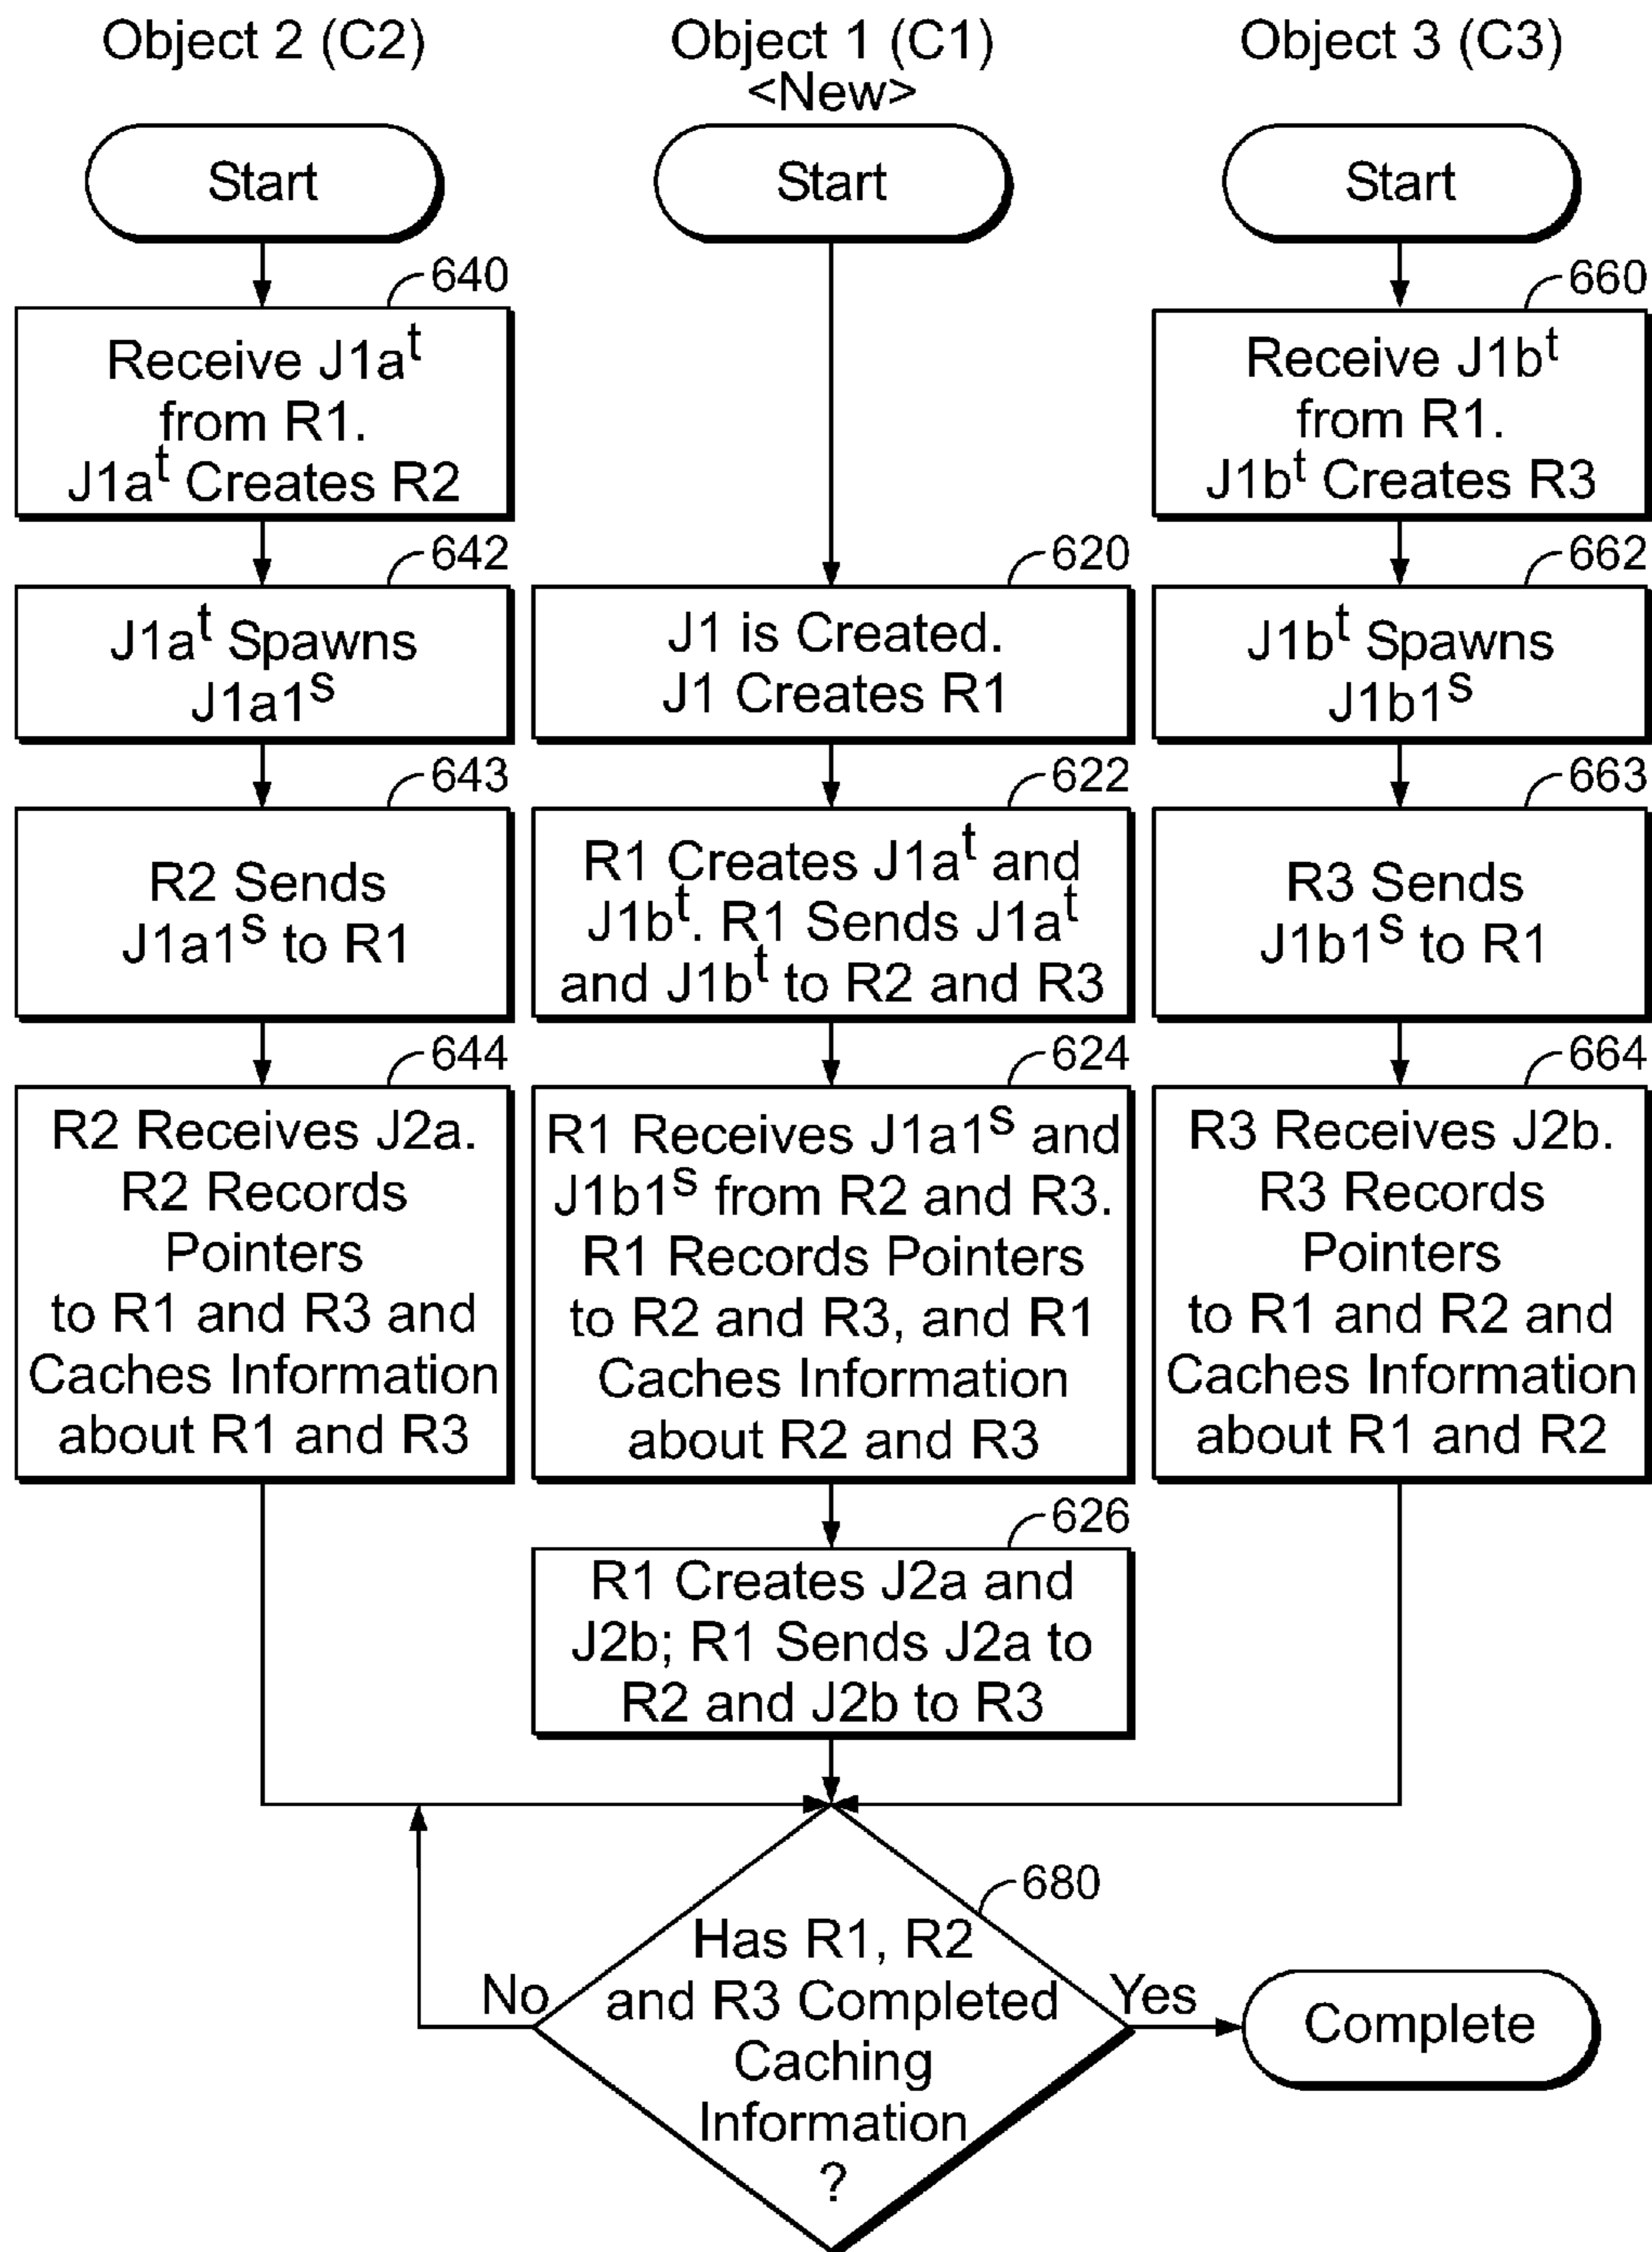 Object 2 (C2)
Start
640
Receive J1aᵗ
from R1.
J1aᵗ Creates R2
642
J1aᵗ Spawns
J1a1ˢ
643
R2 Sends
J1a1ˢ to R1
644
R2 Receives J2a.
R2 Records
Pointers
to R1 and R3 and
Caches Information
about R1 and R3
Object 1 (C1)
<New>
Start
620
J1 is Created.
J1 Creates R1
622
R1 Creates J1aᵗ and
J1bᵗ. R1 Sends J1aᵗ
and J1bᵗ to R2 and R3
624
R1 Receives J1a1ˢ and
J1b1ˢ from R2 and R3.
R1 Records Pointers
to R2 and R3, and R1
Caches Information
about R2 and R3
626
R1 Creates J2a and
J2b; R1 Sends J2a to
R2 and J2b to R3
Object 3 (C3)
Start
660
Receive J1bᵗ
from R1.
J1bᵗ Creates R3
662
J1bᵗ Spawns
J1b1ˢ
663
R3 Sends
J1b1ˢ to R1
664
R3 Receives J2b.
R3 Records
Pointers
to R1 and R2 and
Caches Information
about R1 and R2
680
Has R1, R2
and R3 Completed
Caching
Information
?
No
Yes
Complete